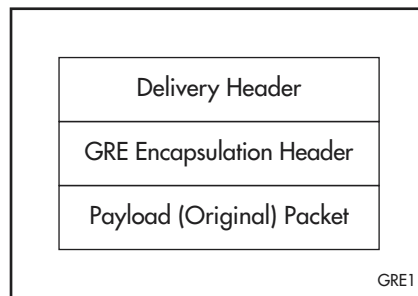 Delivery Header
GRE Encapsulation Header
Payload (Original) Packet
GRE1